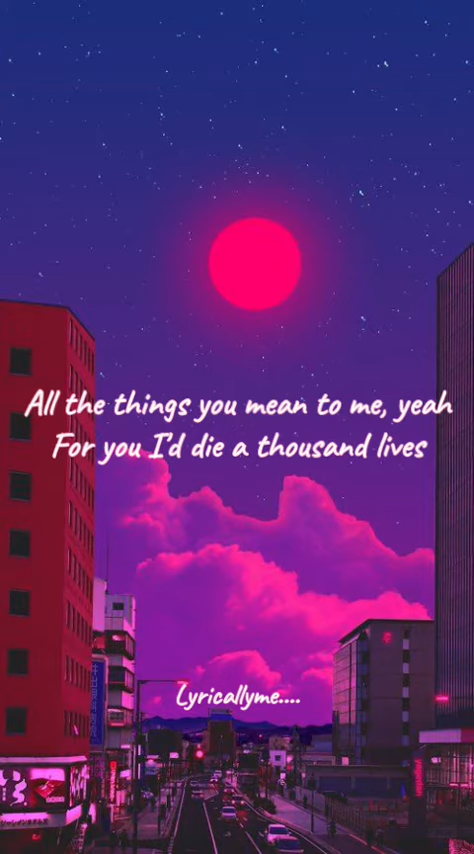 All the things you mean to me, yeah
For you I'd die a thousand lives
Lyricallyme....